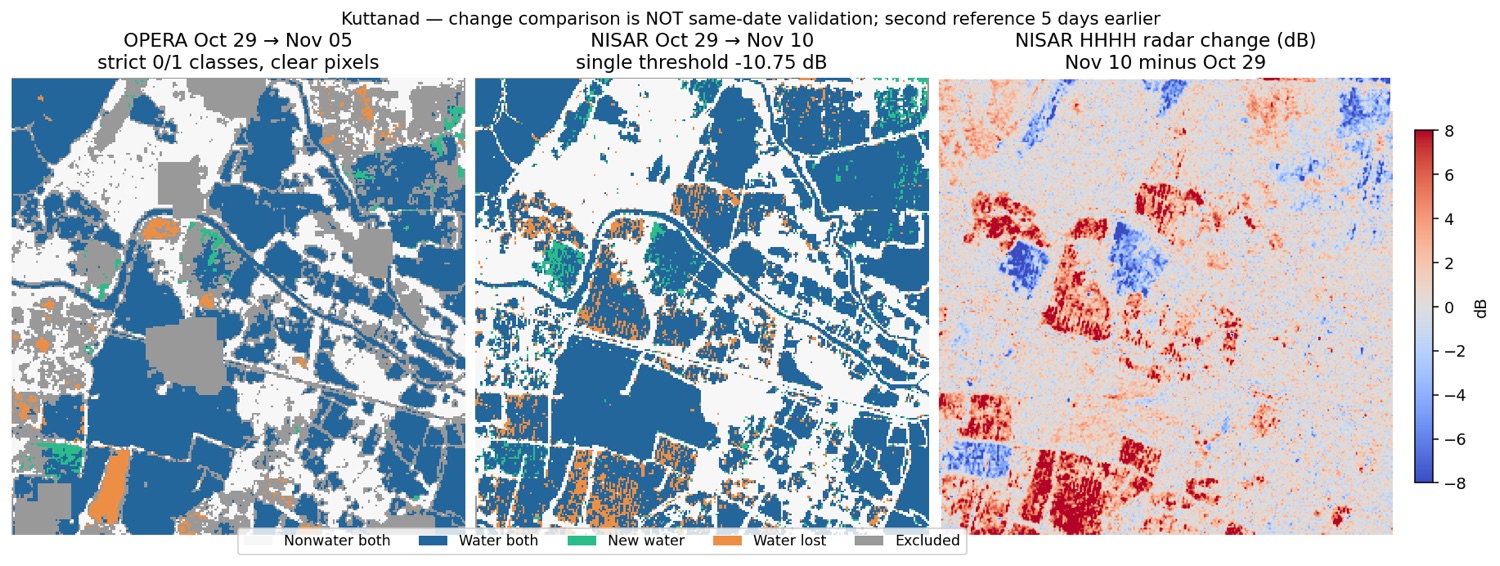 Kuttanad — change comparison is NOT same-date validation; second reference 5 days earlier
OPERA Oct 29 → Nov 05
strict 0/1 classes, clear pixels
NISAR Oct 29 → Nov 10
single threshold -10.75 dB
NISAR HHHH radar change (dB)
Nov 10 minus Oct 29
8
6
4
2
0
−2
−4
−6
−8
dB
Nonwater both
Water both
New water
Water lost
Excluded